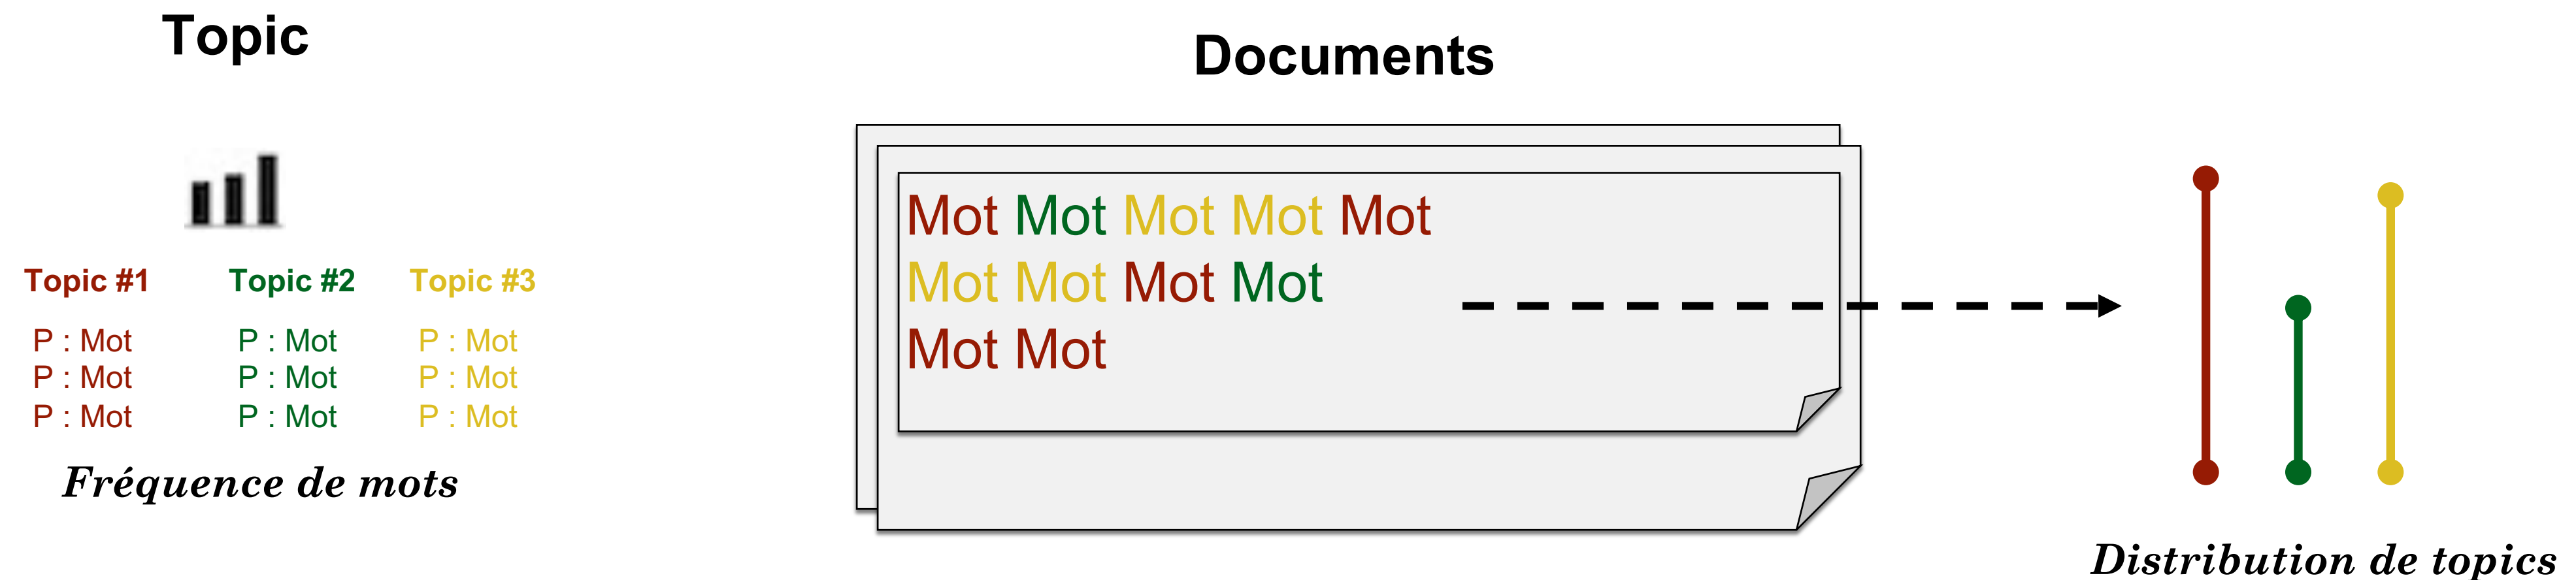 Topic
Documents
Topic #1 Topic #2 Topic #3
P : Mot P : Mot P : Mot
P : Mot P : Mot P : Mot
P : Mot P : Mot P : Mot
Fréquence de mots
Mot Mot Mot Mot Mot
Mot Mot Mot Mot
Mot Mot
Distribution de topics